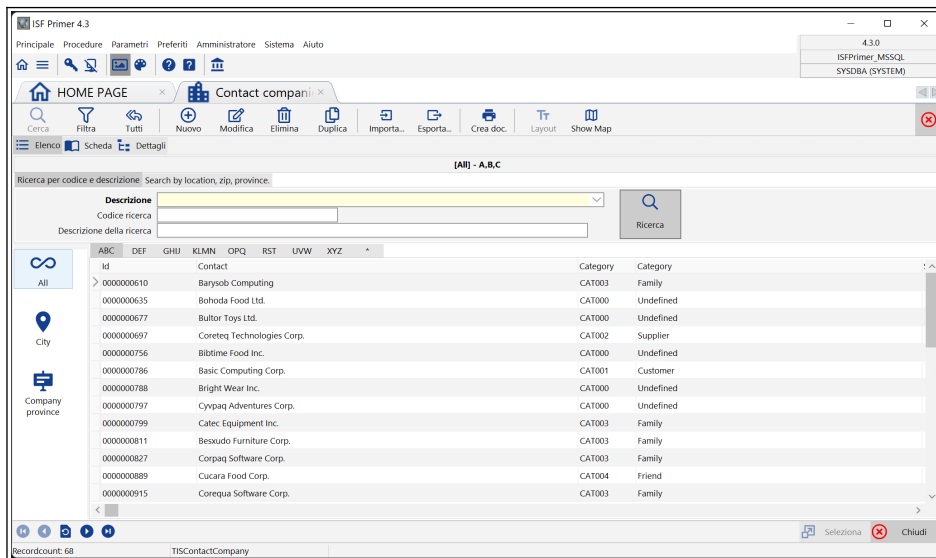 ISF Primer 4.3
Principale Procedure Parametri Preferiti Amministratore Sistema Aiuto
4.3.0
ISFPrimer_MSSQL
SYSDBA (SYSTEM)
HOME PAGE × Contact compani ×
Cerca Filtra Tutti Nuovo Modifica Elimina Duplica Importa... Esporta... Crea doc. Layout Show Map
Elenco Scheda Dettagli
[All] - A,B,C
Ricerca per codice e descrizione Search by location, zip, province.
Descrizione
Codice ricerca
Descrizione della ricerca
Ricerca
ABC DEF GHIJ KLMN OPQ RST UVW XYZ *
All
City
Company province
Id Contact Category Category
0000000610 Barysob Computing CAT003 Family
0000000635 Bohoda Food Ltd. CAT000 Undefined
0000000677 Bultor Toys Ltd. CAT000 Undefined
0000000697 Coreteq Technologies Corp. CAT002 Supplier
0000000756 Bibtime Food Inc. CAT000 Undefined
0000000786 Basic Computing Corp. CAT001 Customer
0000000788 Bright Wear Inc. CAT000 Undefined
0000000797 Cyvpaq Adventures Corp. CAT000 Undefined
0000000799 Catec Equipment Inc. CAT003 Family
0000000811 Besxudo Furniture Corp. CAT003 Family
0000000827 Corpaq Software Corp. CAT003 Family
0000000889 Cucara Food Corp. CAT004 Friend
0000000915 Corequa Software Corp. CAT003 Family
Seleziona Chiudi
Recordcount: 68 TISContactCompany